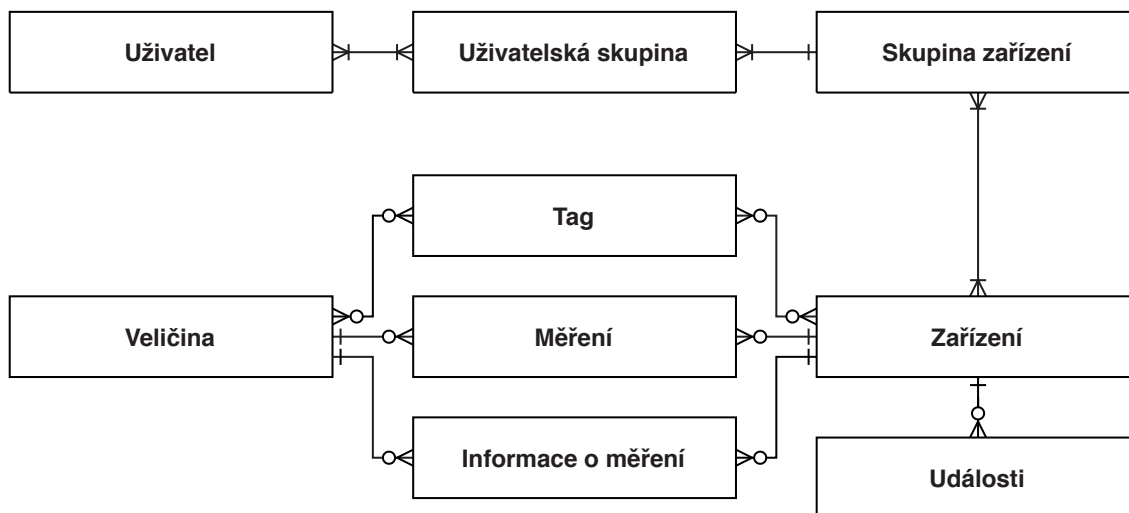 Uživatel
Uživatelská skupina
Skupina zařízení
Tag
Veličina
Měření
Zařízení
Informace o měření
Události